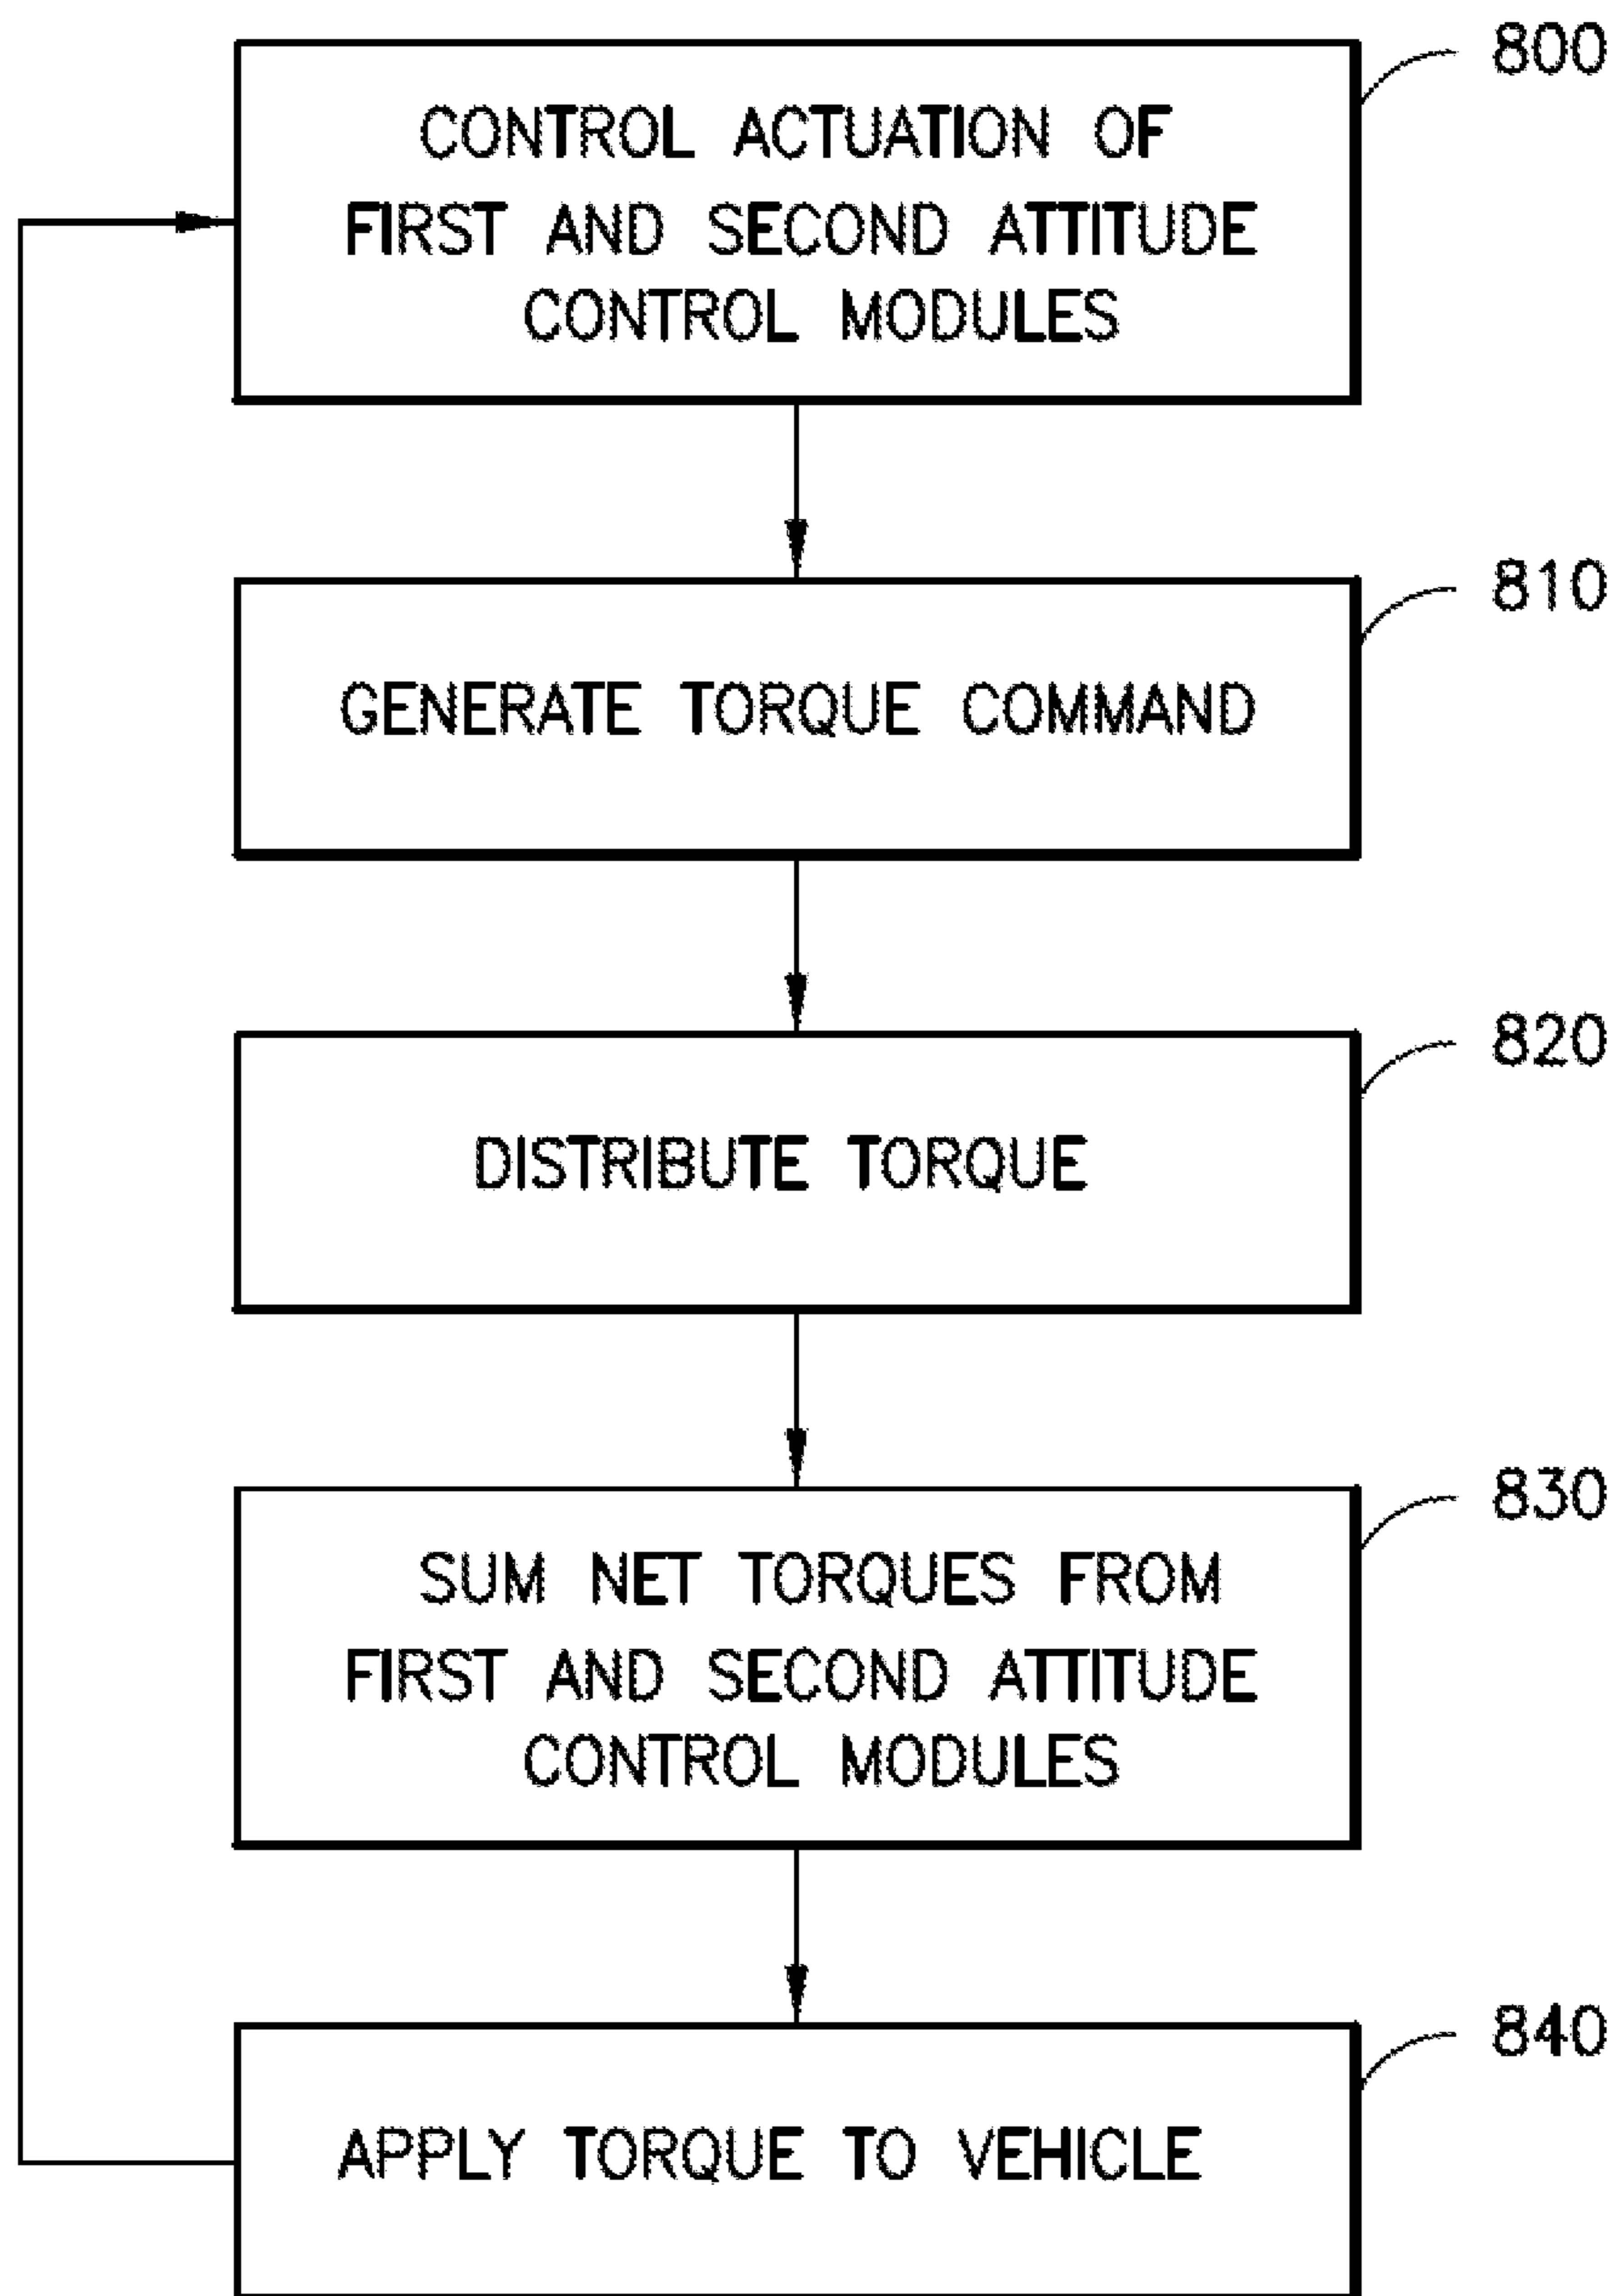 800
CONTROL ACTUATION OF
FIRST AND SECOND ATTITUDE
CONTROL MODULES
810
GENERATE TORQUE COMMAND
820
DISTRIBUTE TORQUE
830
SUM NET TORQUES FROM
FIRST AND SECOND ATTITUDE
CONTROL MODULES
840
APPLY TORQUE TO VEHICLE